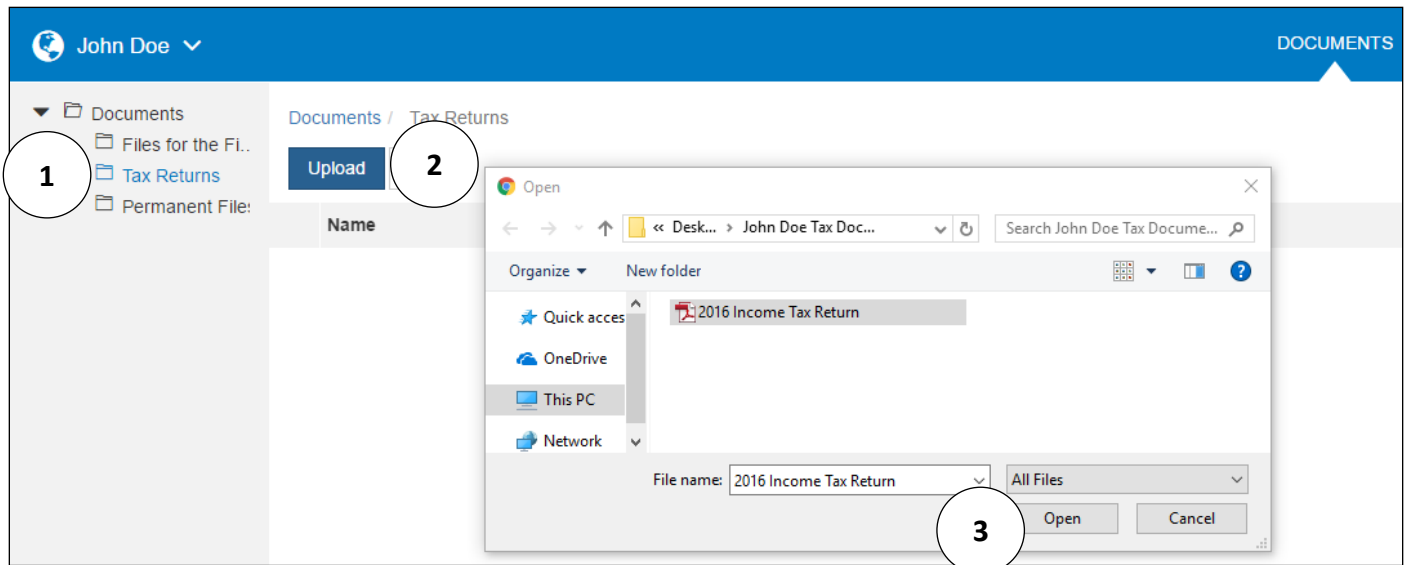 John Doe
DOCUMENTS
Documents
Files for the Fi..
1
Tax Returns
Permanent Files
Documents / Tax Returns
Upload
2
Name
Open
« Desk... › John Doe Tax Doc...
Search John Doe Tax Docume...
Organize
New folder
?
Quick acces
2016 Income Tax Return
OneDrive
This PC
Network
File name: 2016 Income Tax Return
All Files
3
Open
Cancel